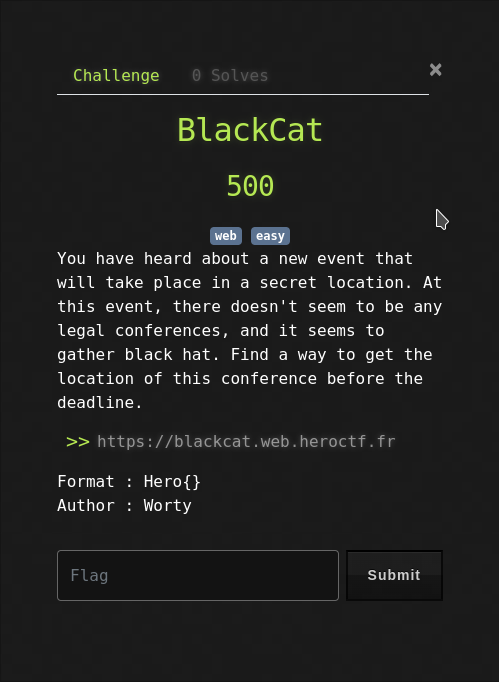 Challenge 0 Solves ×
BlackCat
500
web easy
You have heard about a new event that
will take place in a secret location. At
this event, there doesn't seem to be any
legal conferences, and it seems to
gather black hat. Find a way to get the
location of this conference before the
deadline.
>> https://blackcat.web.heroctf.fr
Format : Hero{}
Author : Worty
Flag Submit